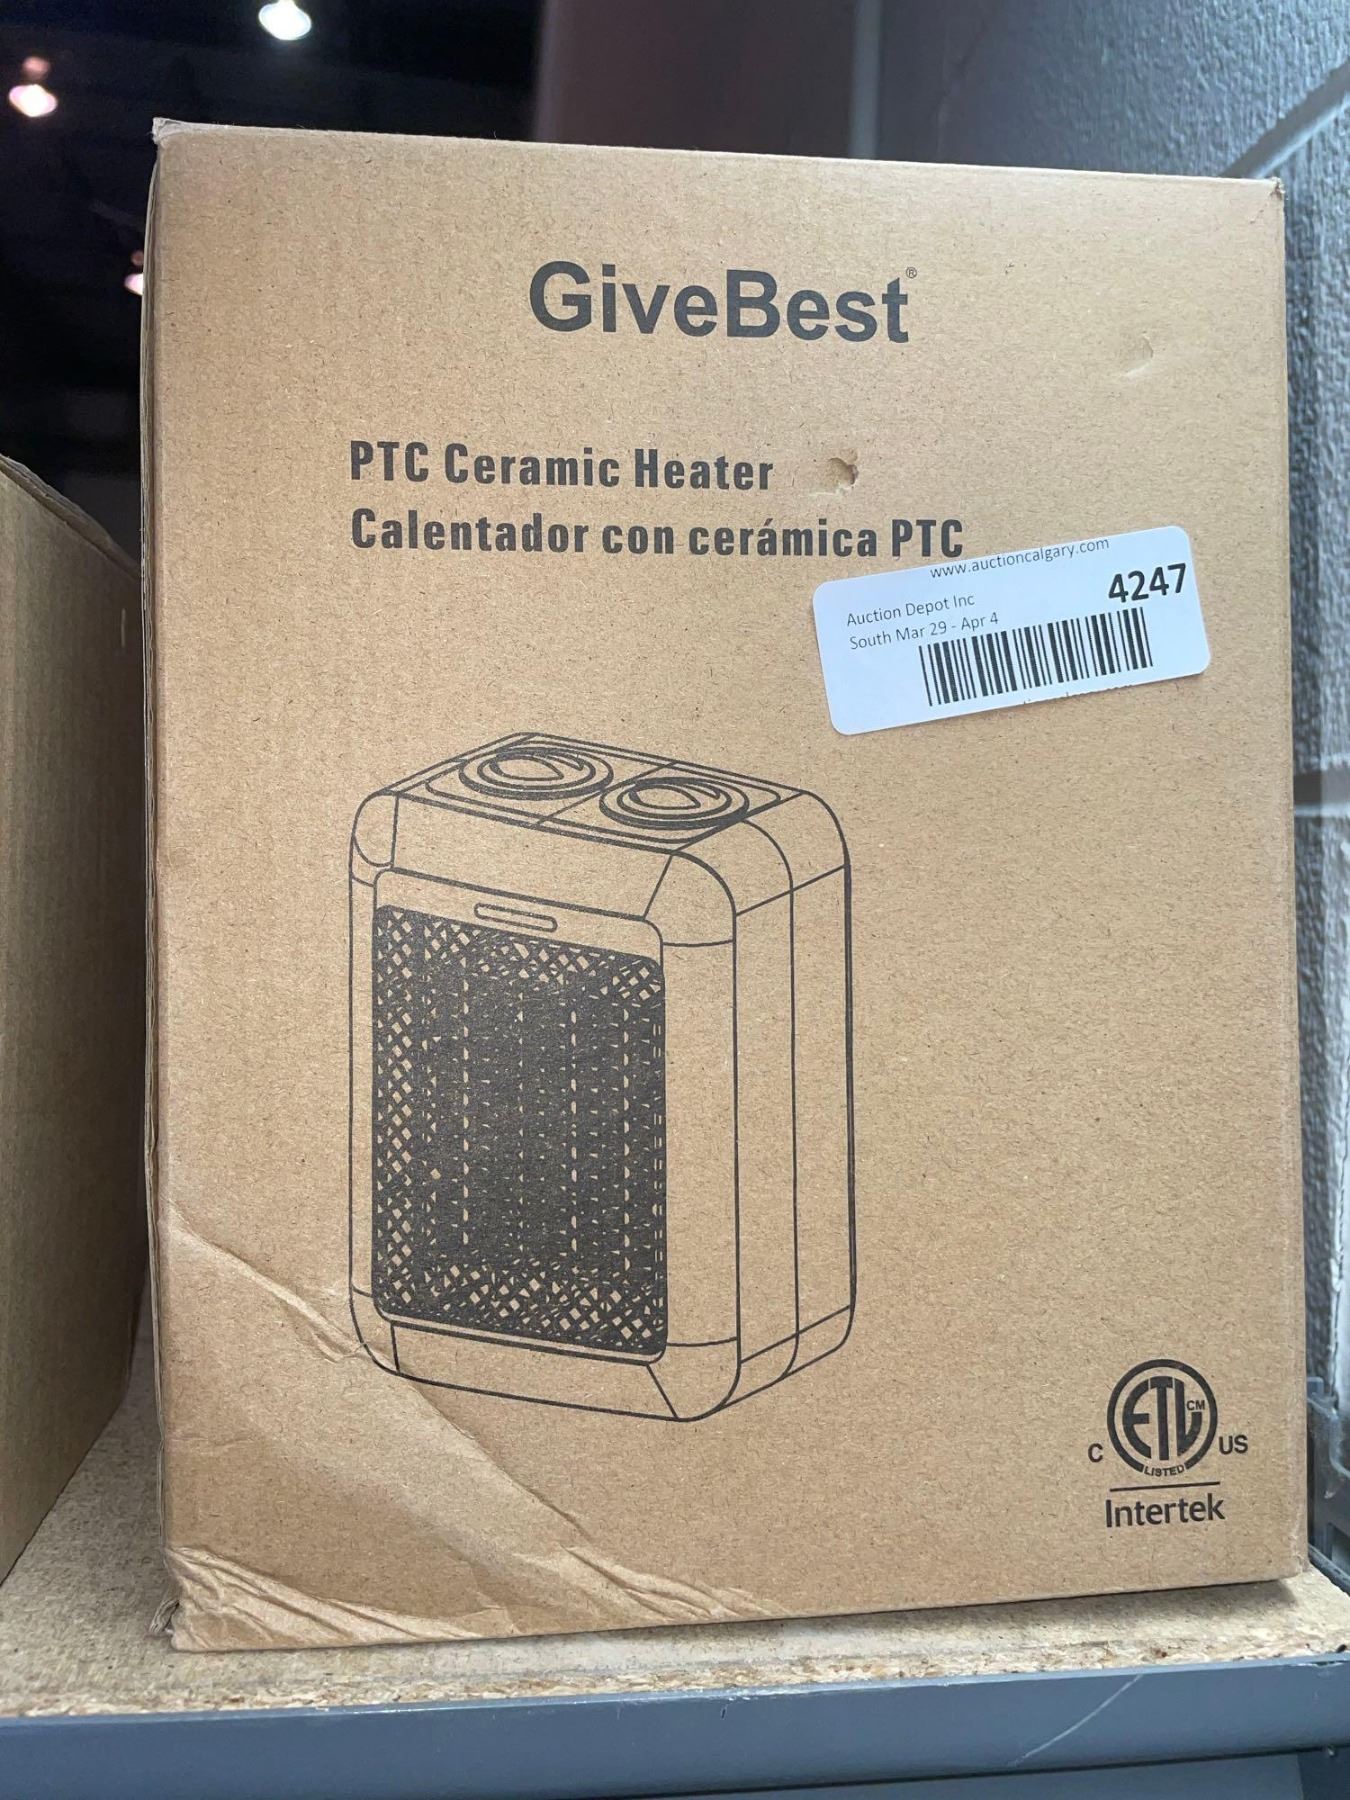 GiveBest®
PTC Ceramic Heater
Calentador con cerámica PTC
www.auctioncalgary.com
4247
Auction Depot Inc
South Mar 29 - Apr 4
ETL CM
LISTED
C US
Intertek